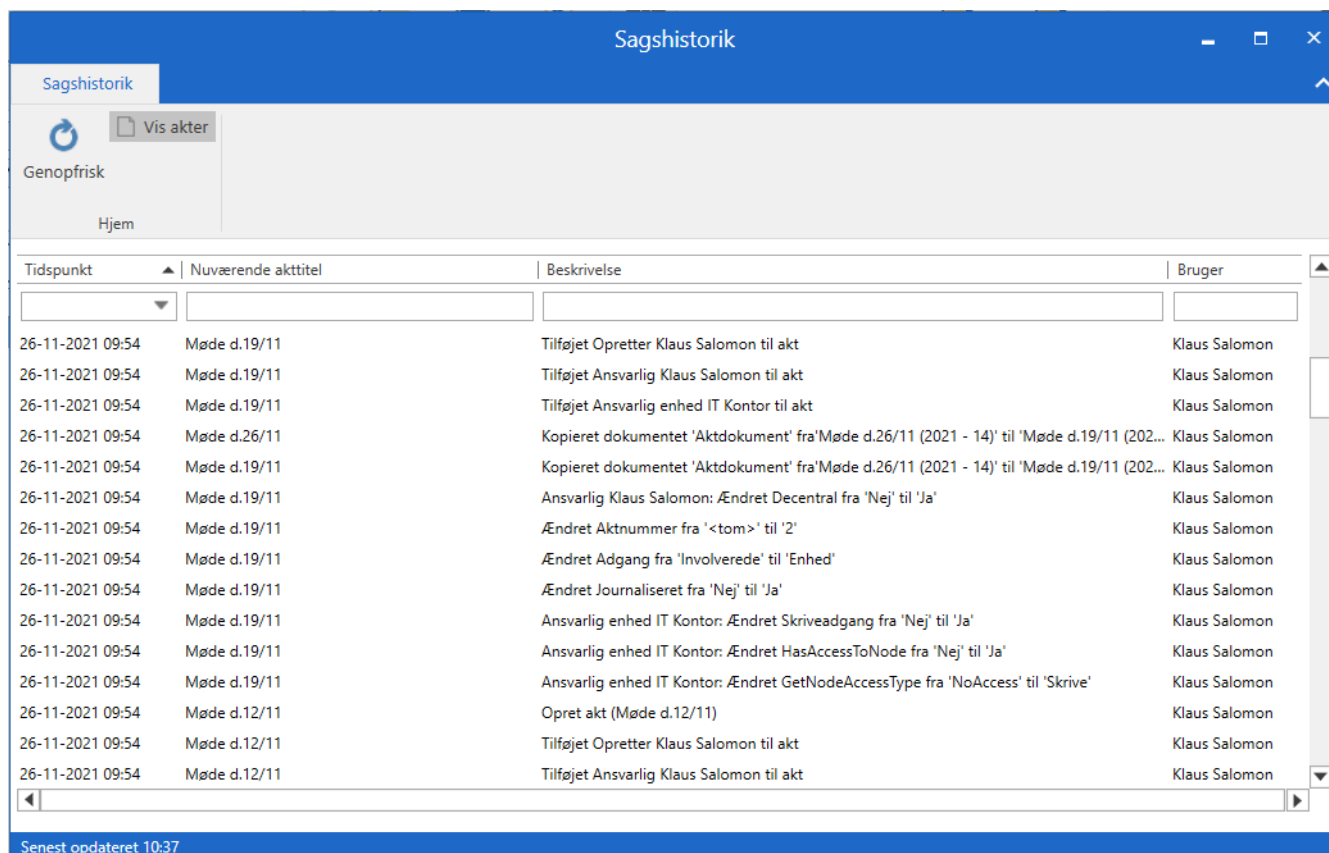 Sagshistorik
Sagshistorik
Vis akter
Genopfrisk
Hjem
Tidspunkt Nuværende akttitel Beskrivelse Bruger
26-11-2021 09:54 Møde d.19/11 Tilføjet Opretter Klaus Salomon til akt Klaus Salomon
26-11-2021 09:54 Møde d.19/11 Tilføjet Ansvarlig Klaus Salomon til akt Klaus Salomon
26-11-2021 09:54 Møde d.19/11 Tilføjet Ansvarlig enhed IT Kontor til akt Klaus Salomon
26-11-2021 09:54 Møde d.26/11 Kopieret dokumentet 'Aktdokument' fra'Møde d.26/11 (2021 - 14)' til 'Møde d.19/11 (202... Klaus Salomon
26-11-2021 09:54 Møde d.19/11 Kopieret dokumentet 'Aktdokument' fra'Møde d.26/11 (2021 - 14)' til 'Møde d.19/11 (202... Klaus Salomon
26-11-2021 09:54 Møde d.19/11 Ansvarlig Klaus Salomon: Ændret Decentral fra 'Nej' til 'Ja' Klaus Salomon
26-11-2021 09:54 Møde d.19/11 Ændret Aktnummer fra '<tom>' til '2' Klaus Salomon
26-11-2021 09:54 Møde d.19/11 Ændret Adgang fra 'Involverede' til 'Enhed' Klaus Salomon
26-11-2021 09:54 Møde d.19/11 Ændret Journaliseret fra 'Nej' til 'Ja' Klaus Salomon
26-11-2021 09:54 Møde d.19/11 Ansvarlig enhed IT Kontor: Ændret Skriveadgang fra 'Nej' til 'Ja' Klaus Salomon
26-11-2021 09:54 Møde d.19/11 Ansvarlig enhed IT Kontor: Ændret HasAccessToNode fra 'Nej' til 'Ja' Klaus Salomon
26-11-2021 09:54 Møde d.19/11 Ansvarlig enhed IT Kontor: Ændret GetNodeAccessType fra 'NoAccess' til 'Skrive' Klaus Salomon
26-11-2021 09:54 Møde d.12/11 Opret akt (Møde d.12/11) Klaus Salomon
26-11-2021 09:54 Møde d.12/11 Tilføjet Opretter Klaus Salomon til akt Klaus Salomon
26-11-2021 09:54 Møde d.12/11 Tilføjet Ansvarlig Klaus Salomon til akt Klaus Salomon
Senest opdateret 10:37